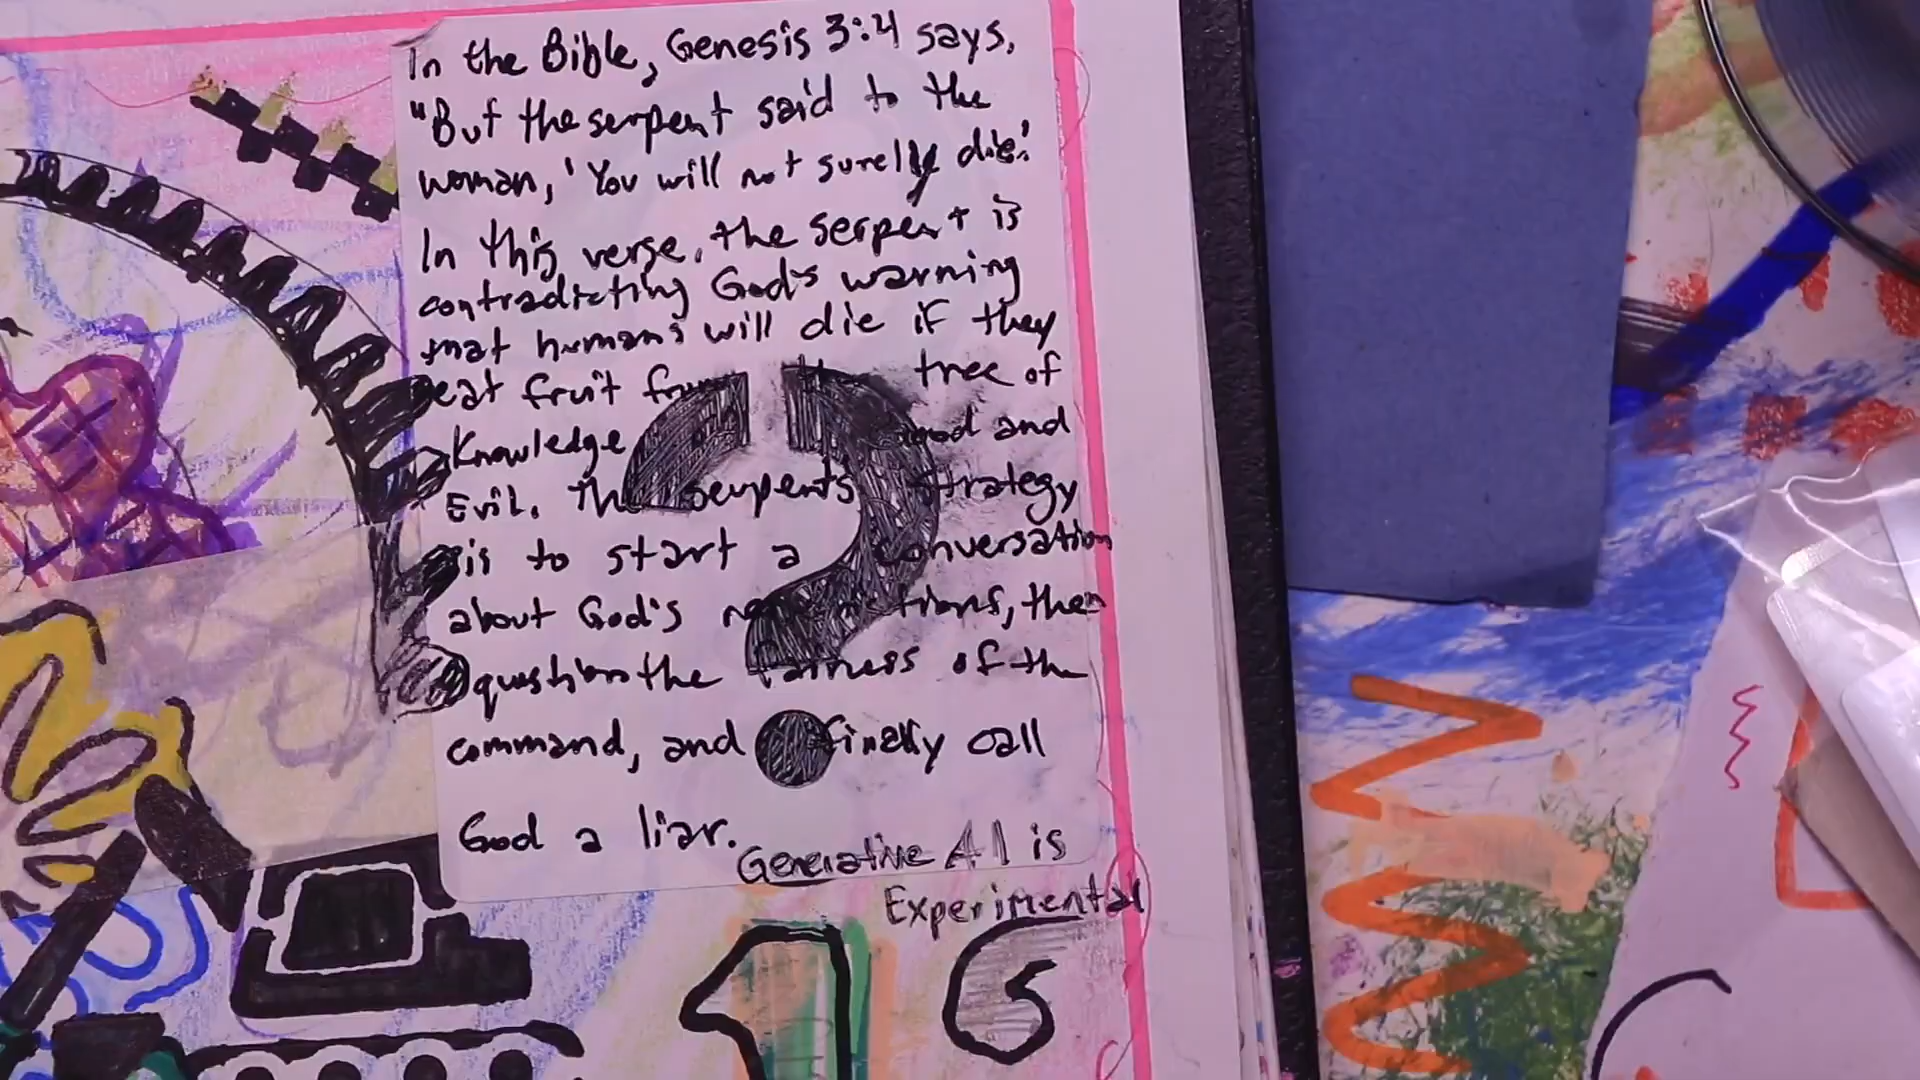 In the Bible, Genesis 3:4 says,
"But the serpent said to the
woman, 'You will not surely die.'
In this verse, the serpent is
contradicting God's warning
that humans will die if they
eat fruit tree of
Knowledge and
Evil. The serpents strategy
is to start a conversation
about God's then
question the fairness of the
command, and finally call
God a liar.
Generative AI is
Experimental
16